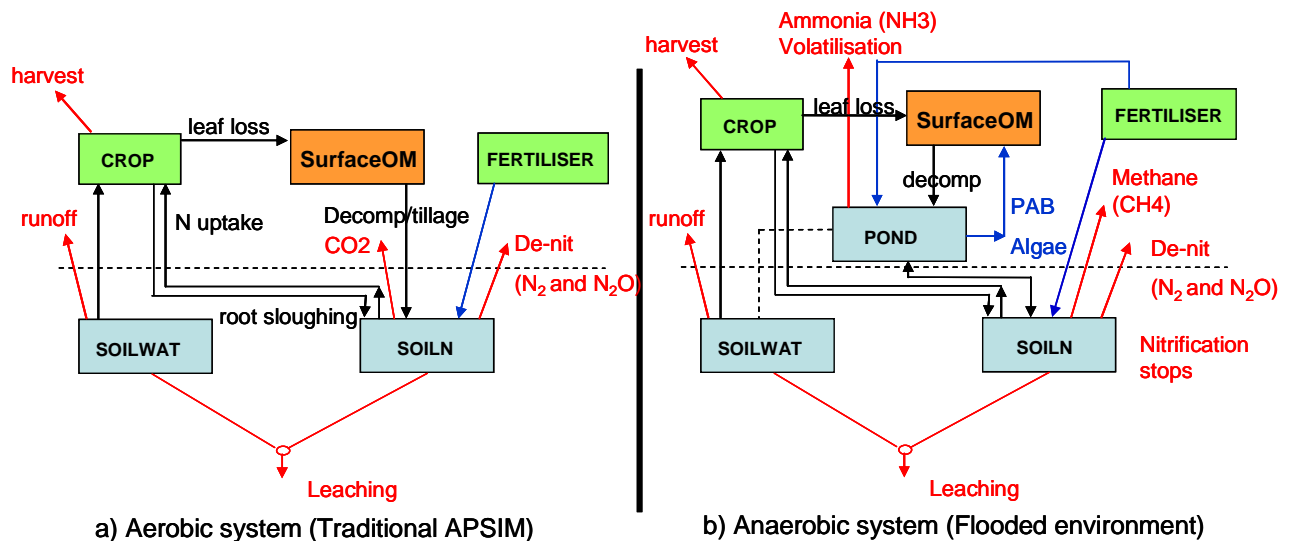 harvest
leaf loss
CROP
SurfaceOM
FERTILISER
runoff
N uptake
Decomp/tillage
CO2
De-nit
(N₂ and N₂O)
root sloughing
SOILWAT
SOILN
Leaching
a) Aerobic system (Traditional APSIM)
Ammonia (NH3)
Volatilisation
harvest
leaf loss
CROP
SurfaceOM
FERTILISER
decomp
Methane
(CH4)
runoff
PAB
Algae
POND
De-nit
(N₂ and N₂O)
SOILWAT
SOILN
Nitrification
stops
Leaching
b) Anaerobic system (Flooded environment)